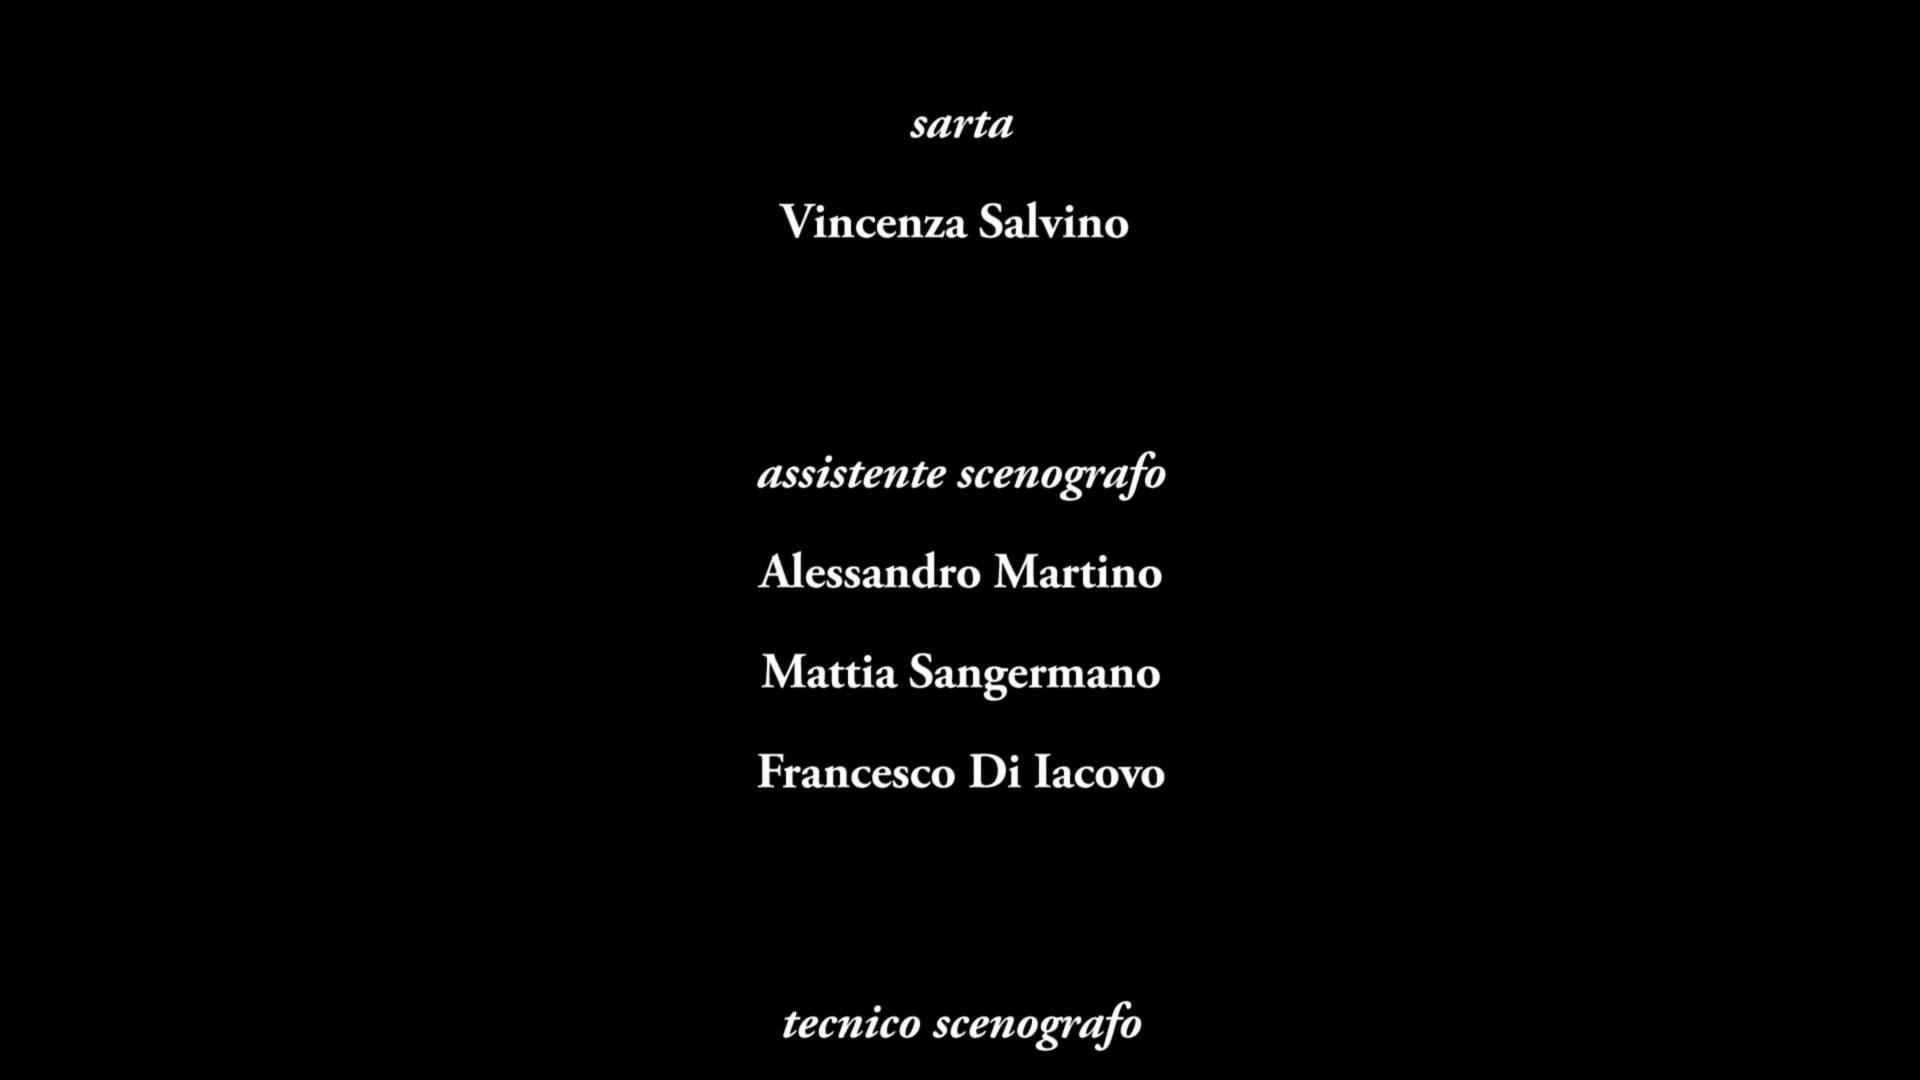 sarta
Vincenza Salvino
assistente scenografo
Alessandro Martino
Mattia Sangermano
Francesco Di Iacovo
tecnico scenografo